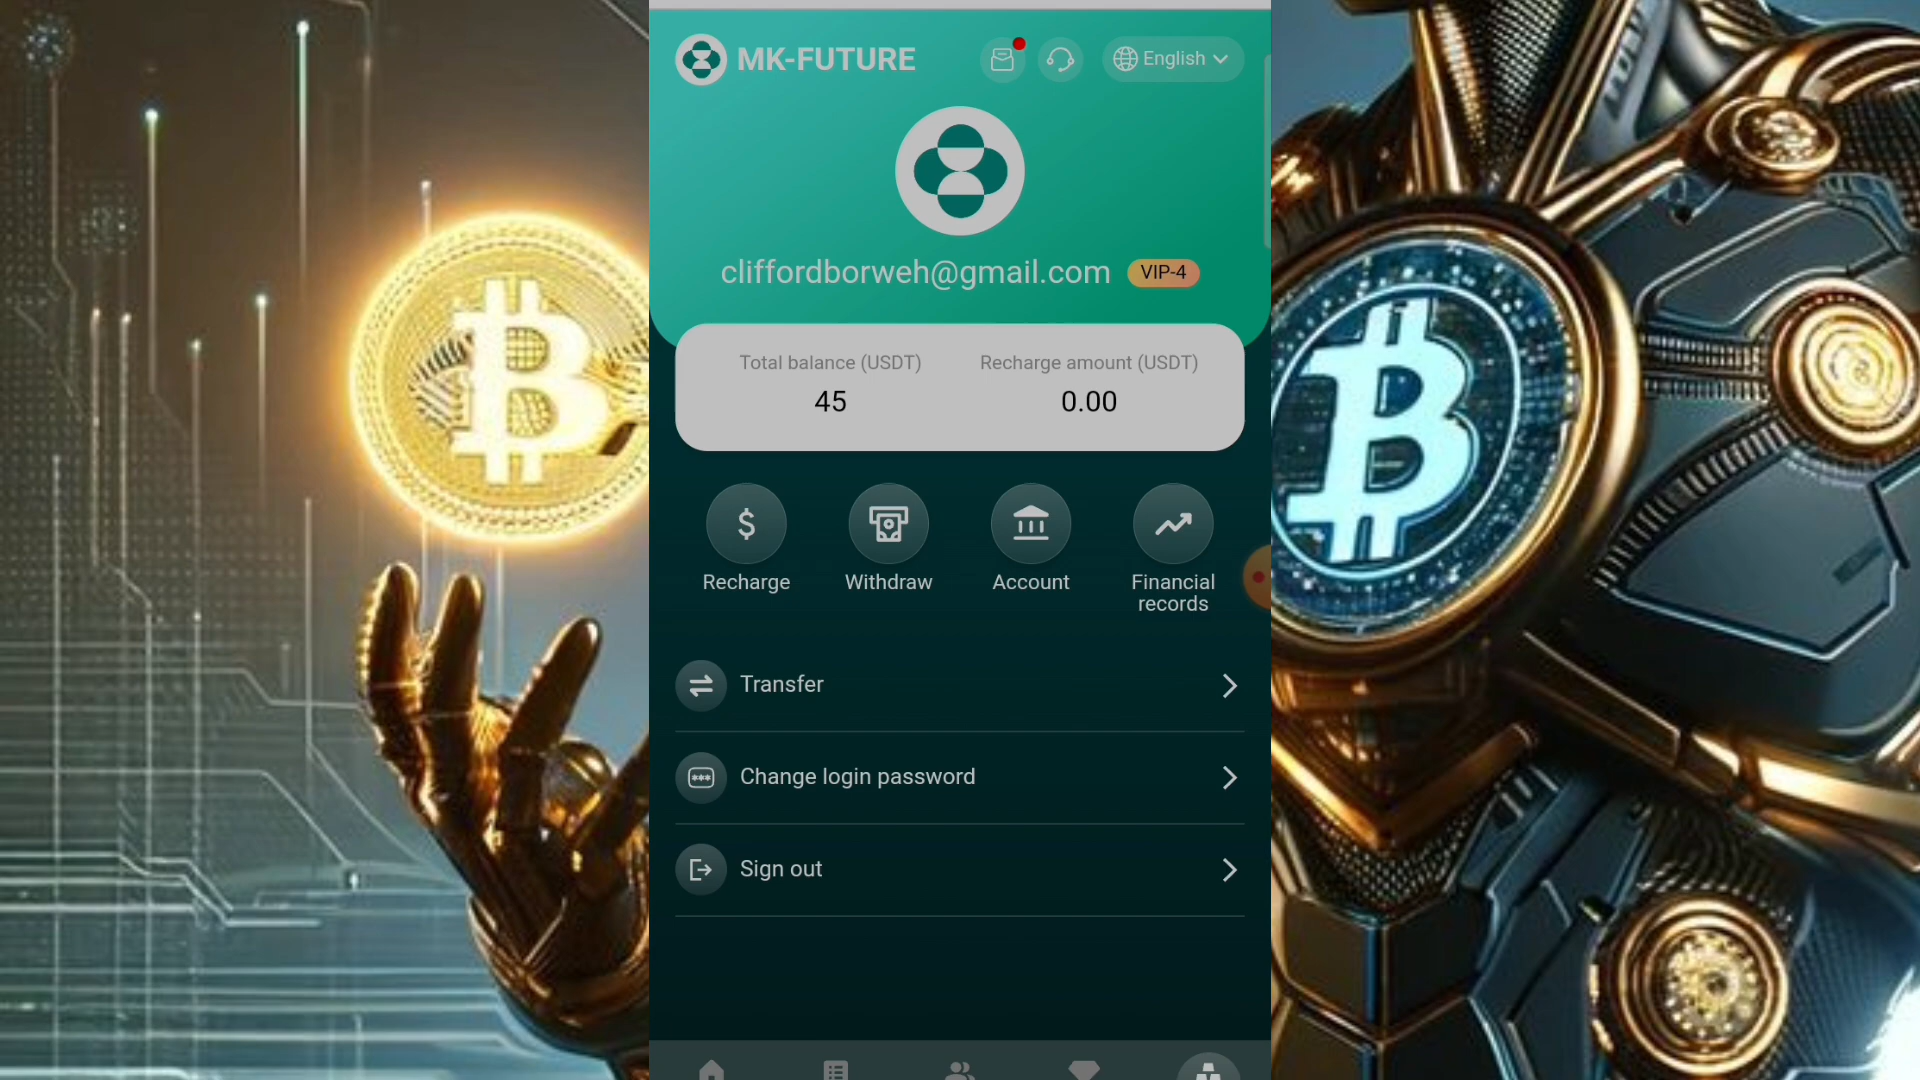 MK-FUTURE
English
cliffordborweh@gmail.com
VIP-4
Total balance (USDT)
Recharge amount (USDT)
45
0.00
$
Recharge
Withdraw
Account
Financial
records
Transfer
Change login password
Sign out